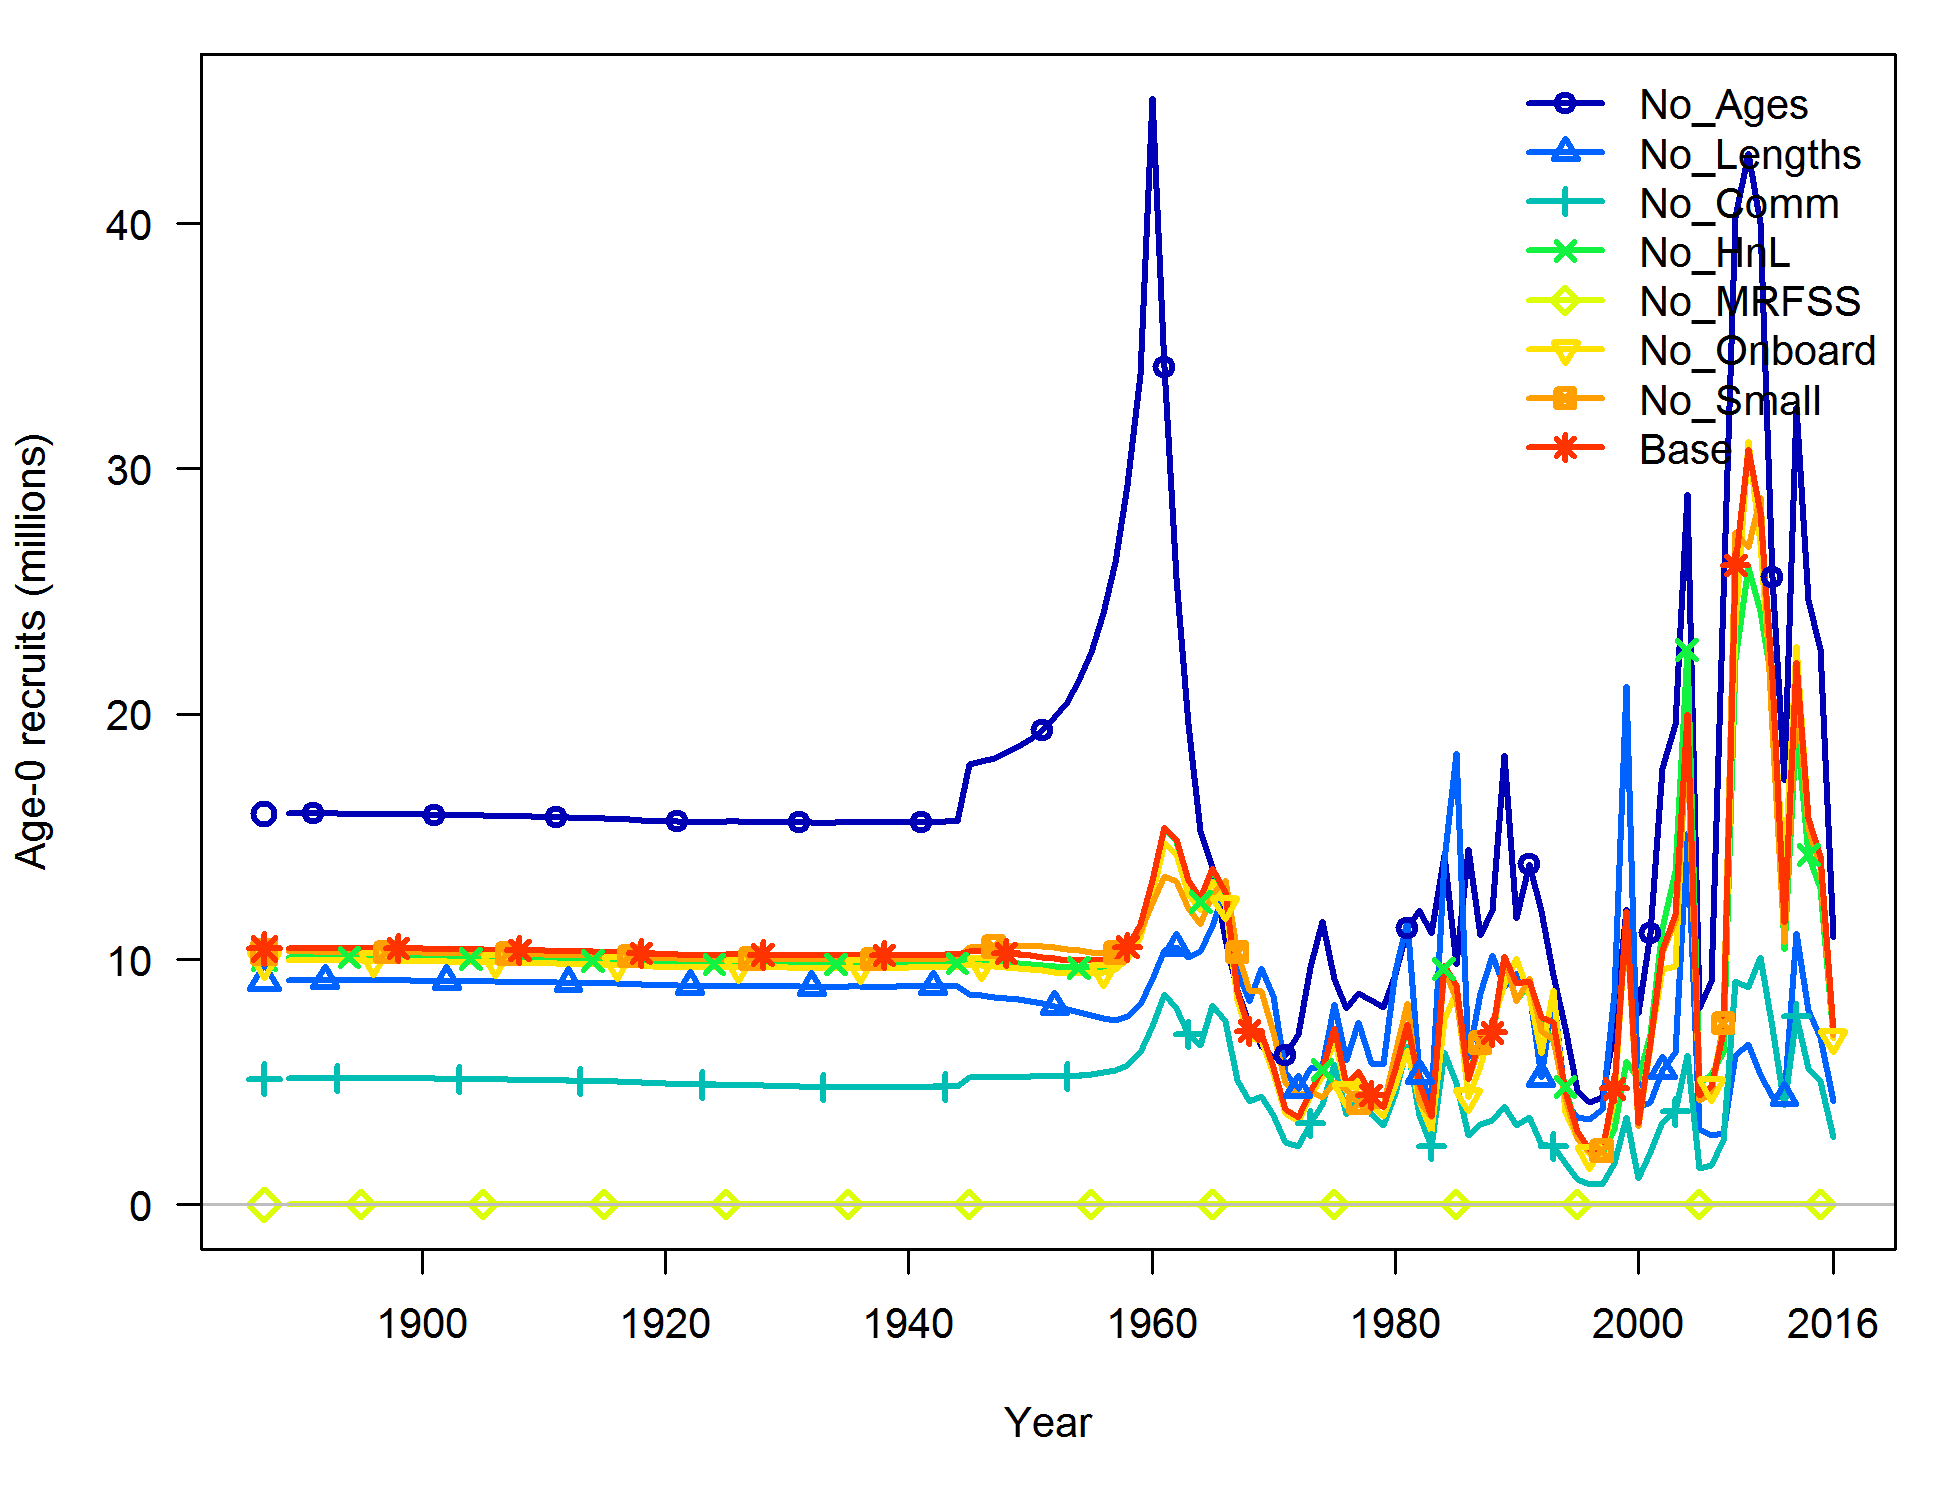 No_Ages
No_Lengths
No_Comm
No_HnL
No_MRFSS
No_Onboard
No_Small
Base
40
30
20
10
0
Age-0 recruits (millions)
1900 1920 1940 1960 1980 2000 2016
Year